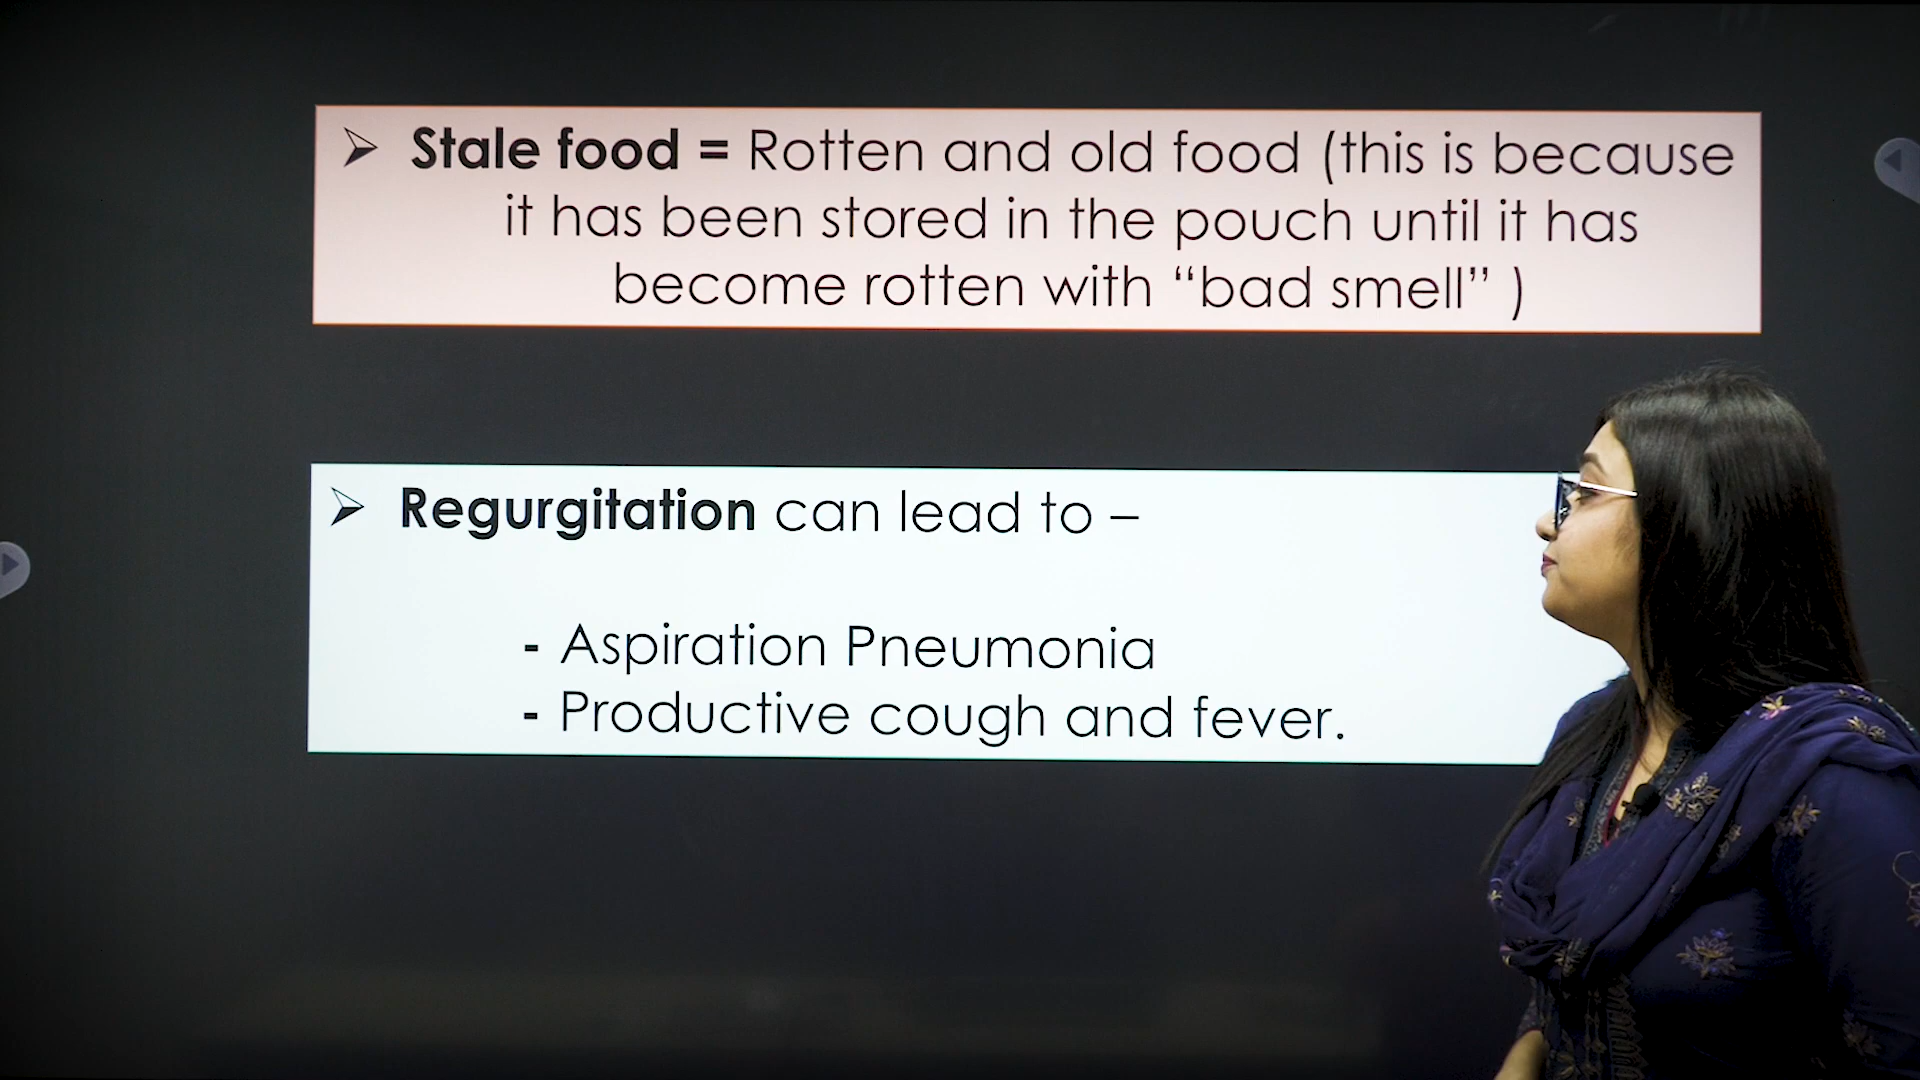 ➢ Stale food = Rotten and old food (this is because
it has been stored in the pouch until it has
become rotten with “bad smell” )
➢ Regurgitation can lead to –
- Aspiration Pneumonia
- Productive cough and fever.